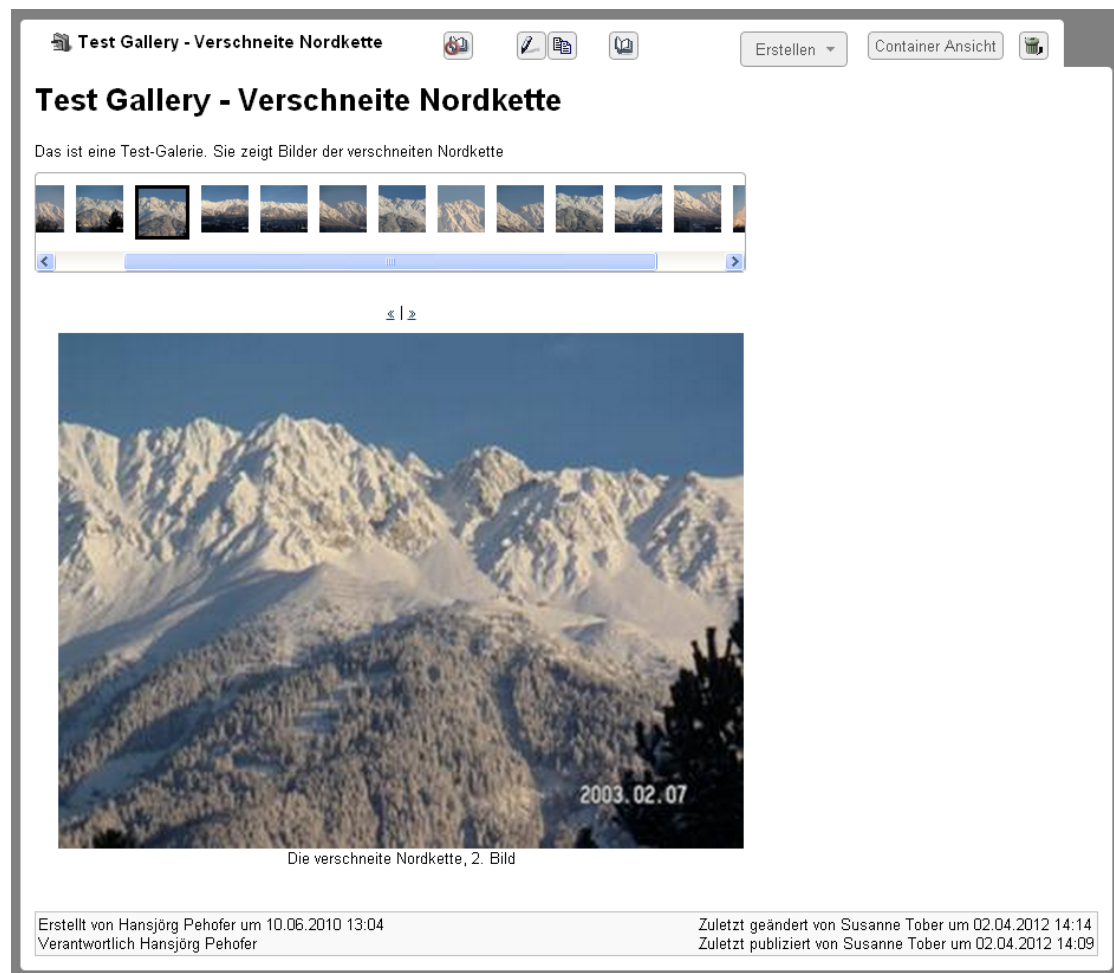 Test Gallery - Verschneite Nordkette
Erstellen
Container Ansicht
Test Gallery - Verschneite Nordkette
Das ist eine Test-Galerie. Sie zeigt Bilder der verschneiten Nordkette
« | »
2003.02.07
Die verschneite Nordkette, 2. Bild
Erstellt von Hansjörg Pehofer um 10.06.2010 13:04
Zuletzt geändert von Susanne Tober um 02.04.2012 14:14
Verantwortlich Hansjörg Pehofer
Zuletzt publiziert von Susanne Tober um 02.04.2012 14:09